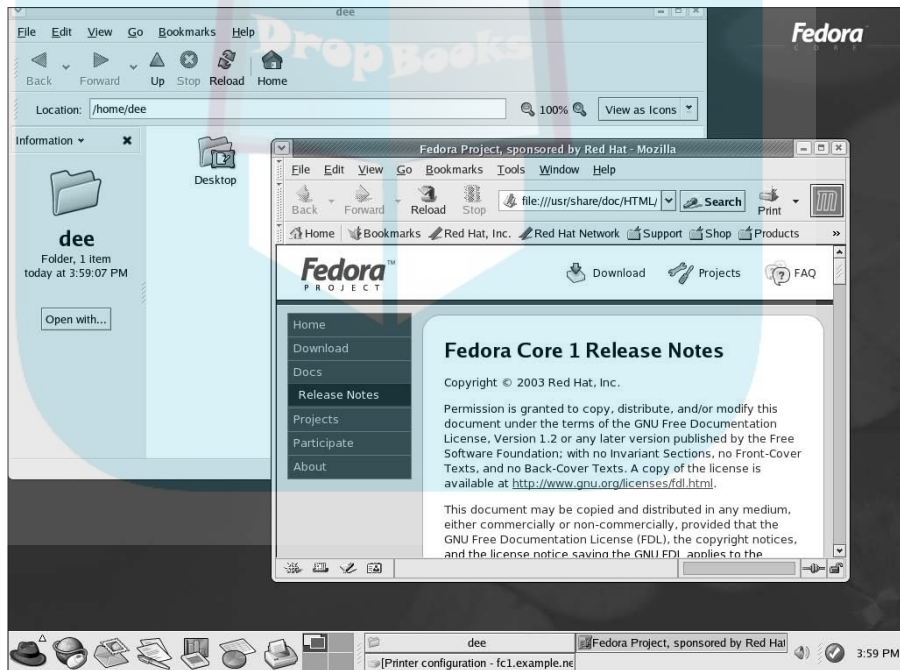 dee
File Edit View Go Bookmarks Help
Back Forward Up Stop Reload Home
Location: /home/dee 100% View as Icons
Information
dee
Folder, 1 item
today at 3:59:07 PM
Open with...
Desktop
DropBooks
Fedora
CORE
Fedora Project, sponsored by Red Hat - Mozilla
File Edit View Go Bookmarks Tools Window Help
Back Forward Reload Stop file:///usr/share/doc/HTML/ Search Print
Home Bookmarks Red Hat, Inc. Red Hat Network Support Shop Products »
Fedora™
PROJECT
Download Projects FAQ
Home
Download
Docs
Release Notes
Projects
Participate
About
Fedora Core 1 Release Notes
Copyright © 2003 Red Hat, Inc.
Permission is granted to copy, distribute, and/or modify this
document under the terms of the GNU Free Documentation
License, Version 1.2 or any later version published by the Free
Software Foundation; with no Invariant Sections, no Front-Cover
Texts, and no Back-Cover Texts. A copy of the license is
available at http://www.gnu.org/licenses/fdl.html.
This document may be copied and distributed in any medium,
either commercially or non-commercially, provided that the
GNU Free Documentation License (FDL), the copyright notices,
and the license notice saying the GNU FDL applies to the
dee
Fedora Project, sponsored by Red Hat
[Printer configuration - fc1.example.ne
3:59 PM